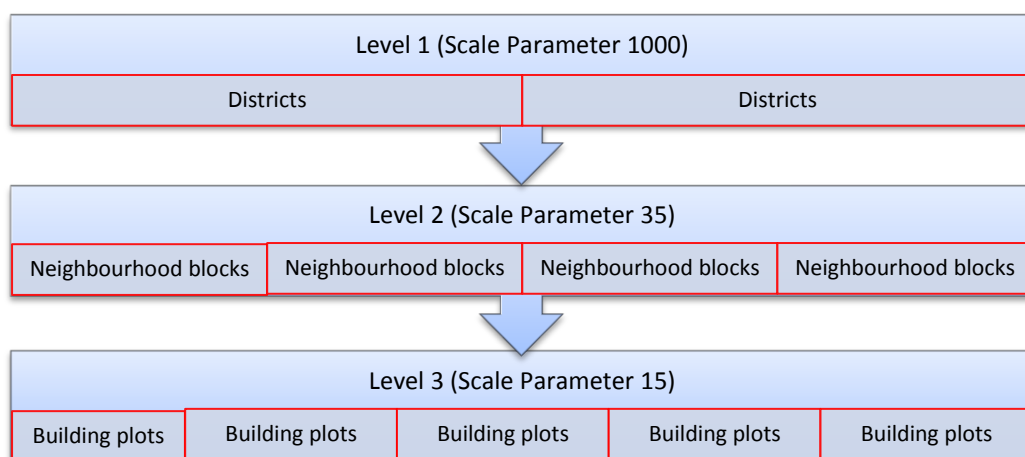 Level 1 (Scale Parameter 1000)
Districts Districts
Level 2 (Scale Parameter 35)
Neighbourhood blocks Neighbourhood blocks Neighbourhood blocks Neighbourhood blocks
Level 3 (Scale Parameter 15)
Building plots Building plots Building plots Building plots Building plots